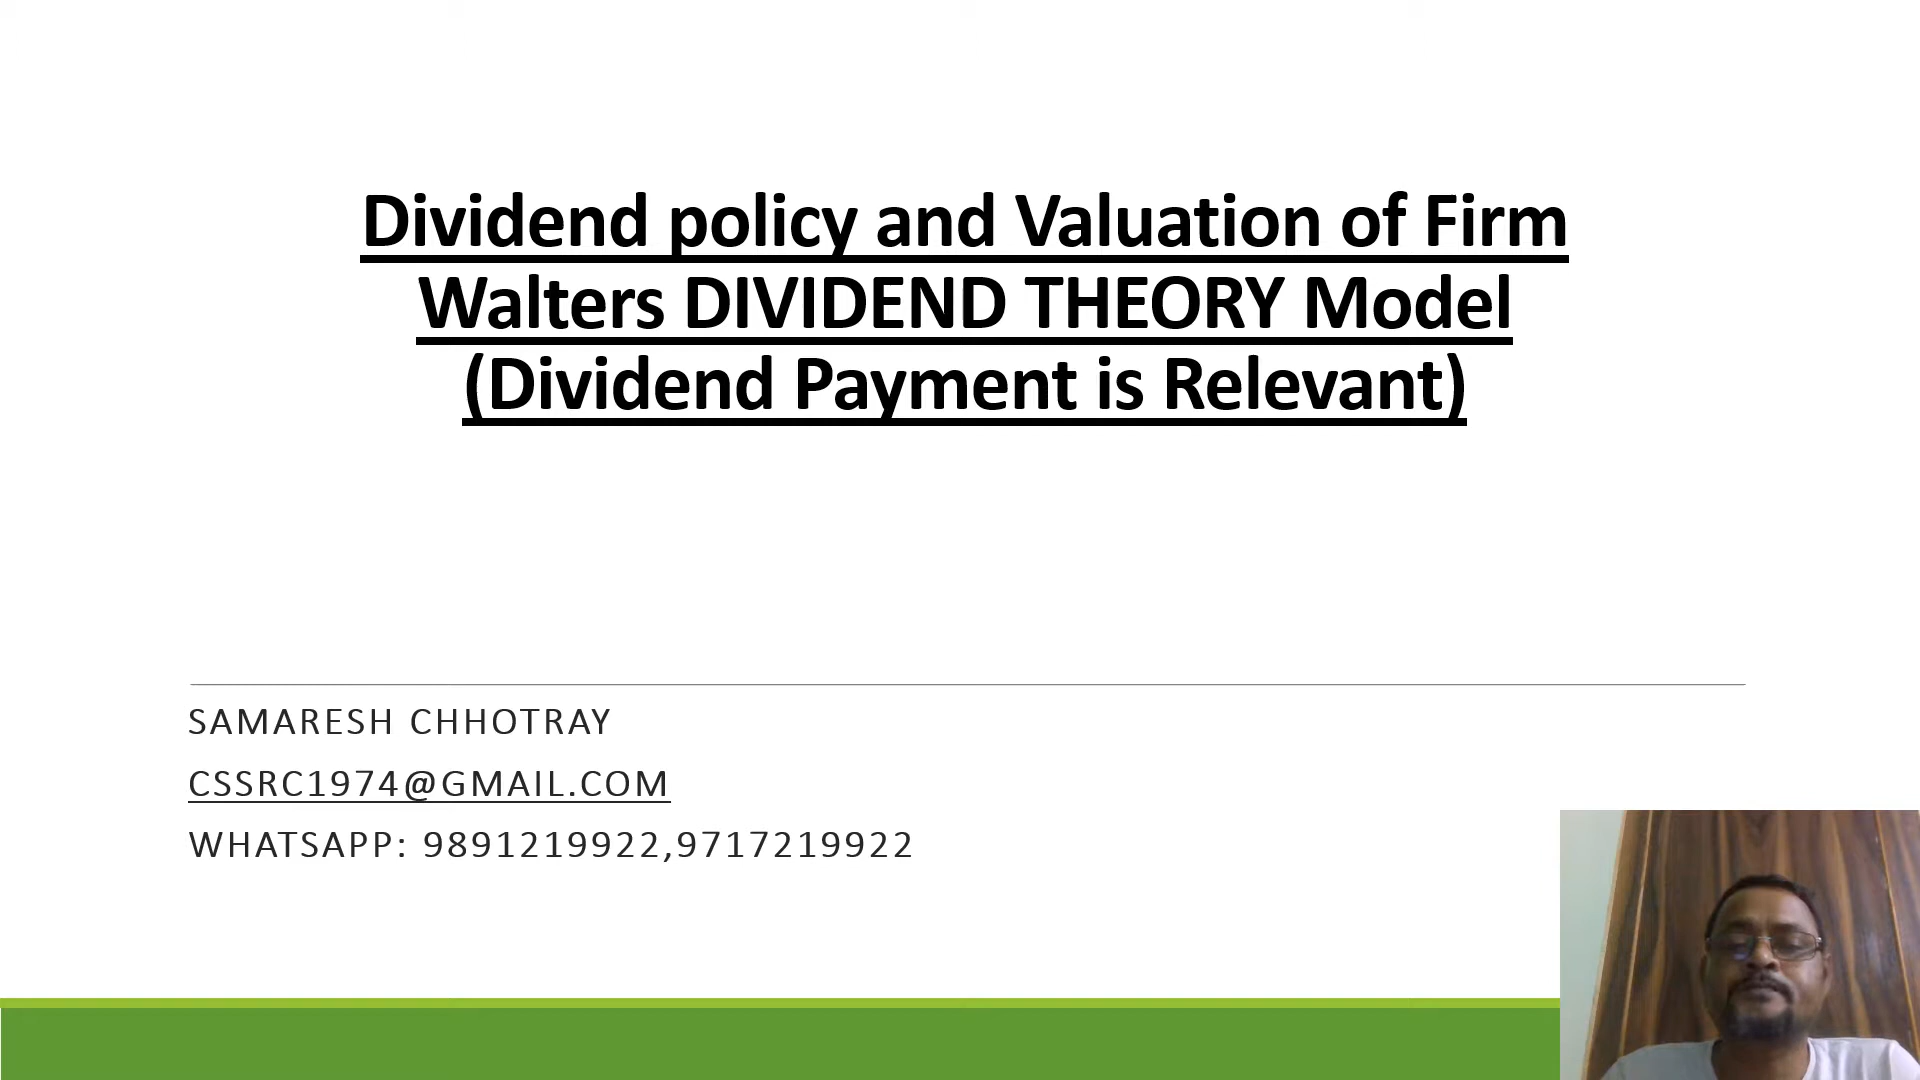 Dividend policy and Valuation of Firm
Walters DIVIDEND THEORY Model
(Dividend Payment is Relevant)
SAMARESH CHHOTRAY
CSSRC1974@GMAIL.COM
WHATSAPP: 9891219922,9717219922